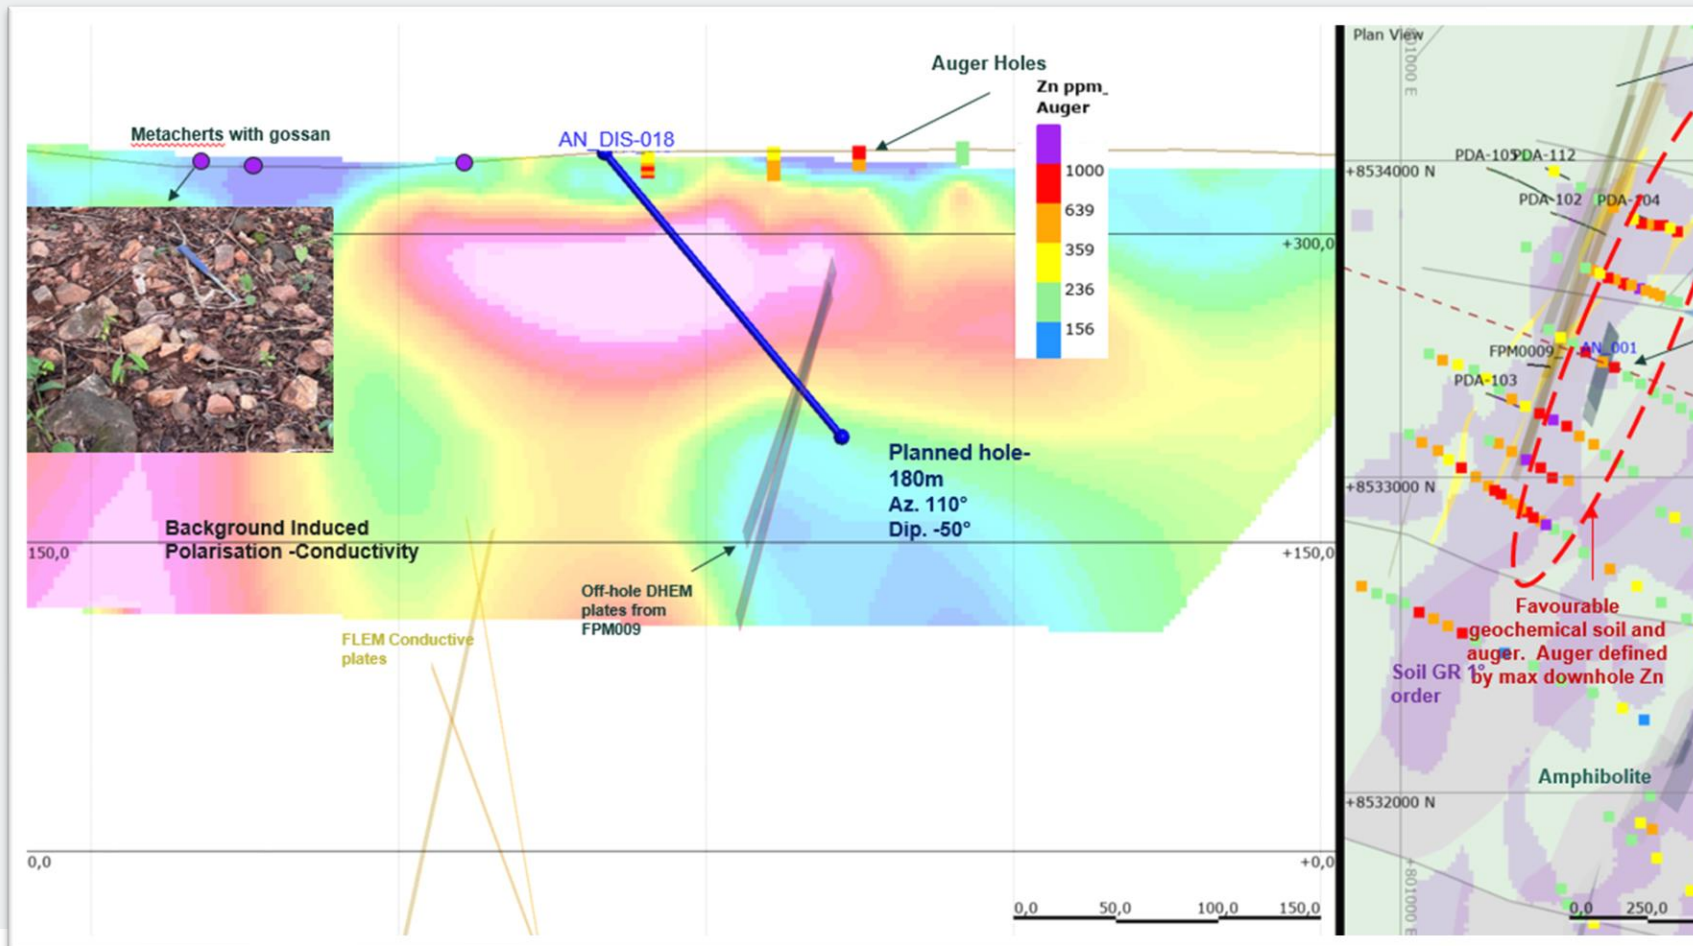 Auger Holes
Zn ppm_
Auger
1000
639
359
236
156
Metacherts with gossan
AN_DIS-018
+300,0
Planned hole-
180m
Az. 110°
Dip. -50°
Background Induced
Polarisation -Conductivity
150,0
+150,0
Off-hole DHEM
plates from
FPM009
FLEM Conductive
plates
0,0
+0,0
0,0 50,0 100,0 150,0
Plan View
PDA-112
+8534000 N
PDA-102
PDA-104
FPM0009_
AN_001
PDA-103
+8533000 N
Favourable
geochemical soil and
auger. Auger defined
by max downhole Zn
Soil GR 1°
order
Amphibolite
+8532000 N
+801000 E
0,0 250,0